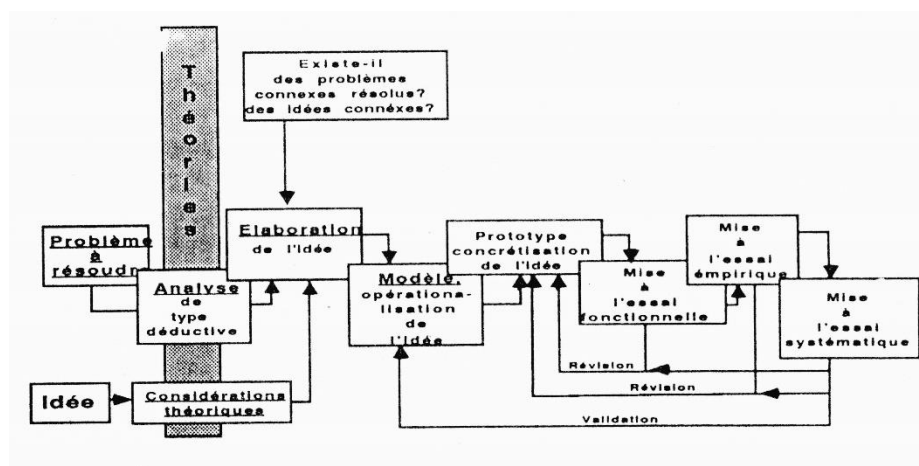 Théories
Existe-il
des problèmes
connexes résolus?
des idées connéxes?
Problème
à
résoudre
Analyse
de
type
déductive
Elaboration
de l'Idée
Modèle.
opérationa-
lisation
de
l'Idée
Prototype
concrétisation
de l'Idée
Mise
à
l'essai
fonctionnelle
Mise
à
l'essai
émpirique
Mise
à
l'essai
systématique
Révision
Révision
Validation
Idée
Considérations
théoriques